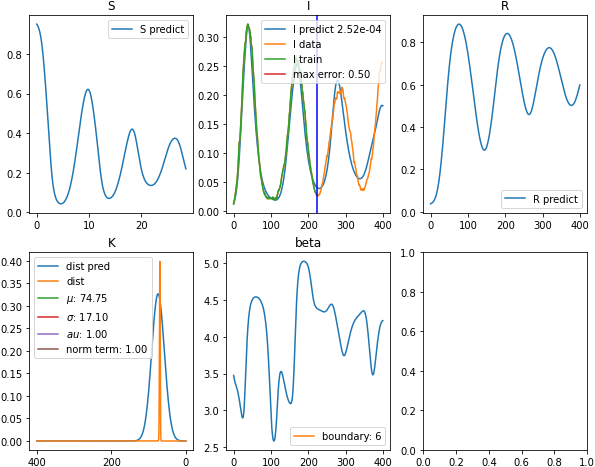 S
I
R
S predict
I predict 2.52e-04
I data
I train
max error: 0.50
R predict
0.0
0.2
0.4
0.6
0.8
0 10 20
0.00
0.05
0.10
0.15
0.20
0.25
0.30
0 100 200 300 400
0.0
0.2
0.4
0.6
0.8
0 100 200 300 400
K
beta
dist pred
dist
μ: 74.75
σ: 17.10
au: 1.00
norm term: 1.00
boundary: 6
0.40
0.35
0.30
0.25
0.20
0.15
0.10
0.05
0.00
400 200 0
5.0
4.5
4.0
3.5
3.0
2.5
0 100 200 300 400
1.0
0.8
0.6
0.4
0.2
0.0
0.0 0.2 0.4 0.6 0.8 1.0